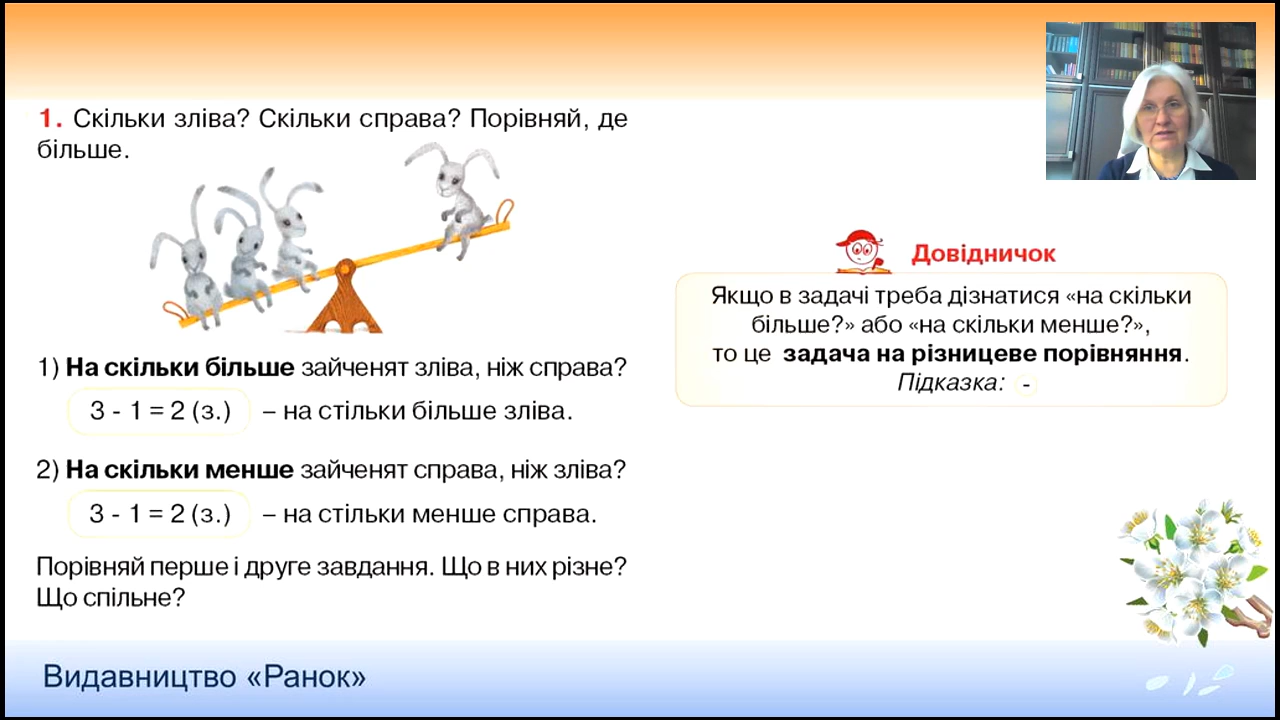 1. Скільки зліва? Скільки справа? Порівняй, де
більше.
1) На скільки більше зайченят зліва, ніж справа?
3 - 1 = 2 (з.) – на стільки більше зліва.
2) На скільки менше зайченят справа, ніж зліва?
3 - 1 = 2 (з.) – на стільки менше справа.
Порівняй перше і друге завдання. Що в них різне?
Що спільне?
Довідничок
Якщо в задачі треба дізнатися «на скільки
більше?» або «на скільки менше?»,
то це задача на різницеве порівняння.
Підказка: -
Видавництво «Ранок»